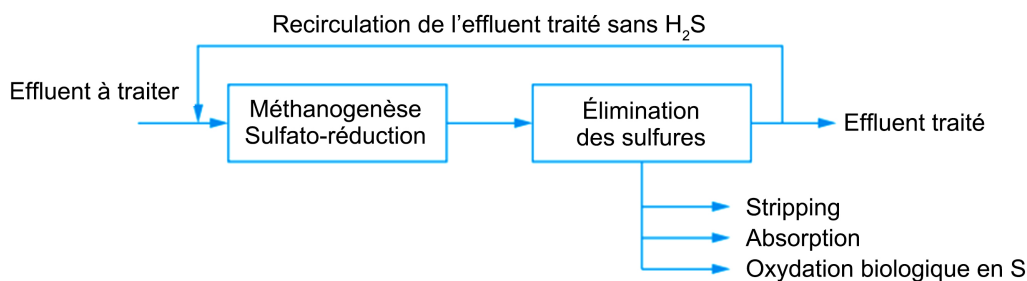 Recirculation de l'effluent traité sans H₂S
Effluent à traiter
Méthanogenèse
Sulfato-réduction
Élimination
des sulfures
Effluent traité
Stripping
Absorption
Oxydation biologique en S